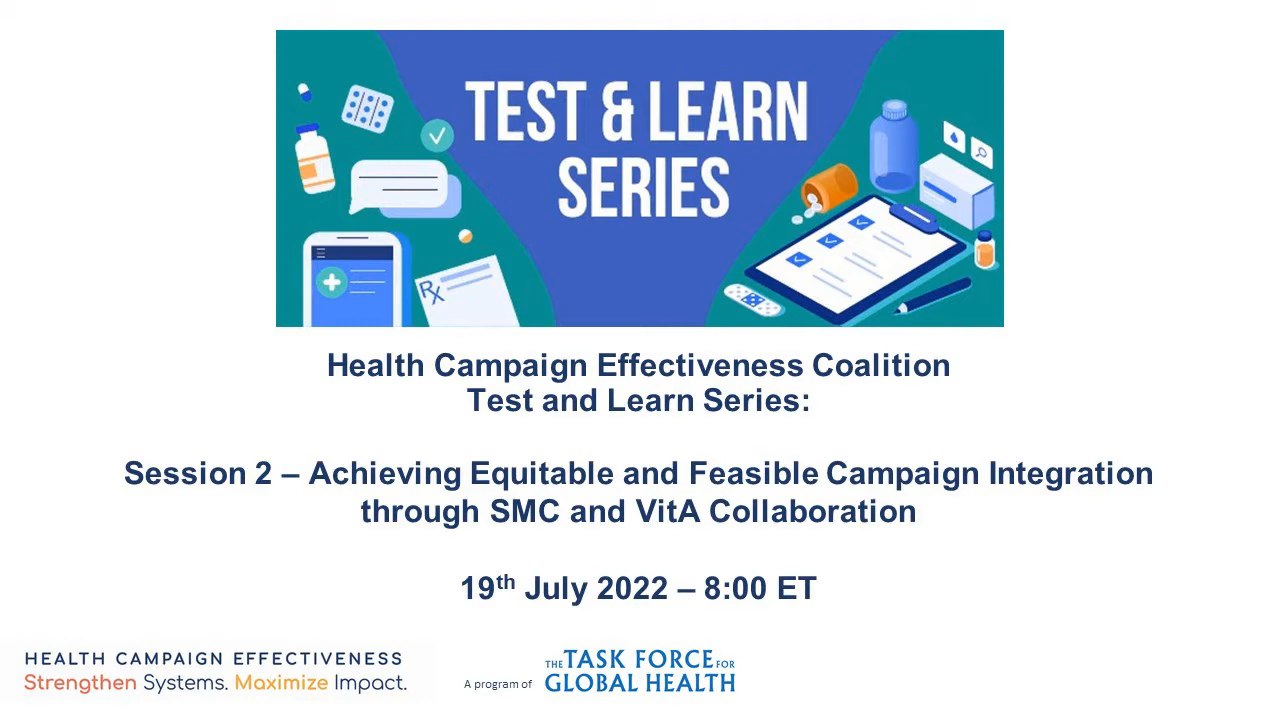 TEST & LEARN
SERIES
Rx
Health Campaign Effectiveness Coalition
Test and Learn Series:
Session 2 – Achieving Equitable and Feasible Campaign Integration
through SMC and VitA Collaboration
19th July 2022 – 8:00 ET
HEALTH CAMPAIGN EFFECTIVENESS
Strengthen Systems. Maximize Impact.
A program of
THE TASK FORCE FOR
GLOBAL HEALTH